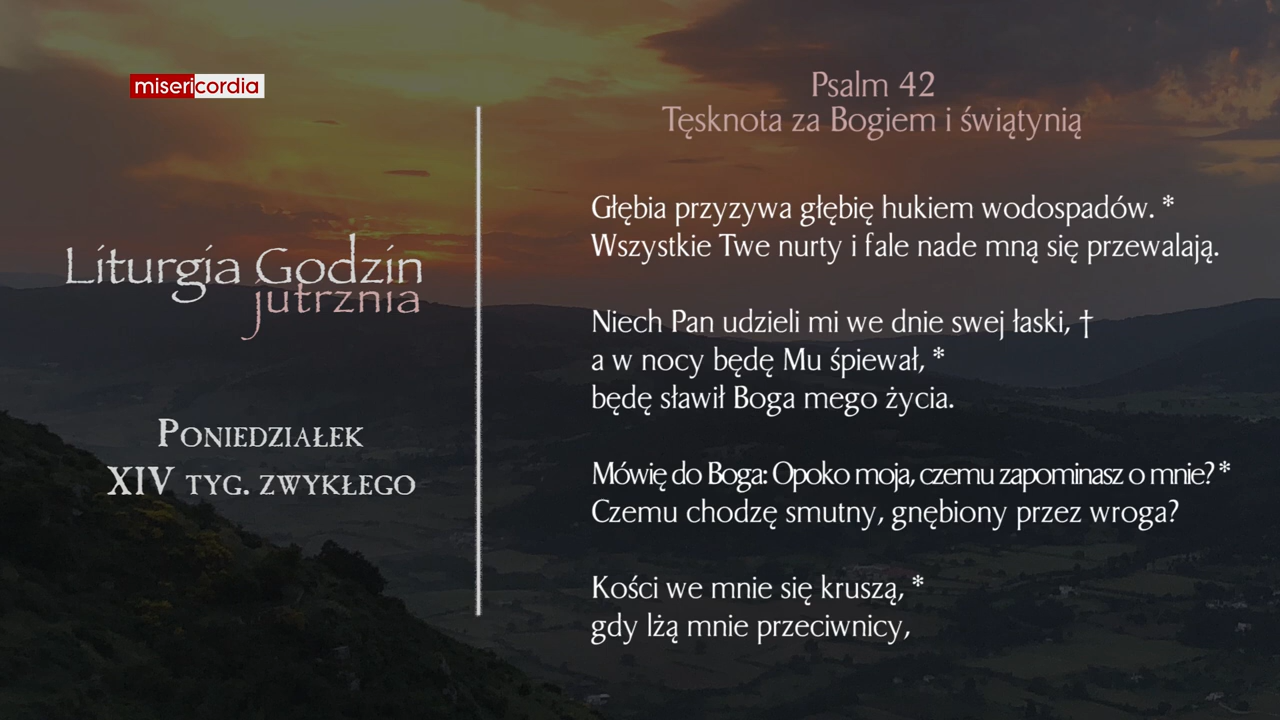 misericordia
Liturgia Godzin
jutrznia
Poniedziałek
XIV tyg. zwykłego
Psalm 42
Tęsknota za Bogiem i świątynią
Głębia przyzywa głębię hukiem wodospadów. *
Wszystkie Twe nurty i fale nade mną się przewalają.
Niech Pan udzieli mi we dnie swej łaski, †
a w nocy będę Mu śpiewał, *
będę sławił Boga mego życia.
Mówię do Boga: Opoko moja, czemu zapominasz o mnie? *
Czemu chodzę smutny, gnębiony przez wroga?
Kości we mnie się kruszą, *
gdy lżą mnie przeciwnicy,